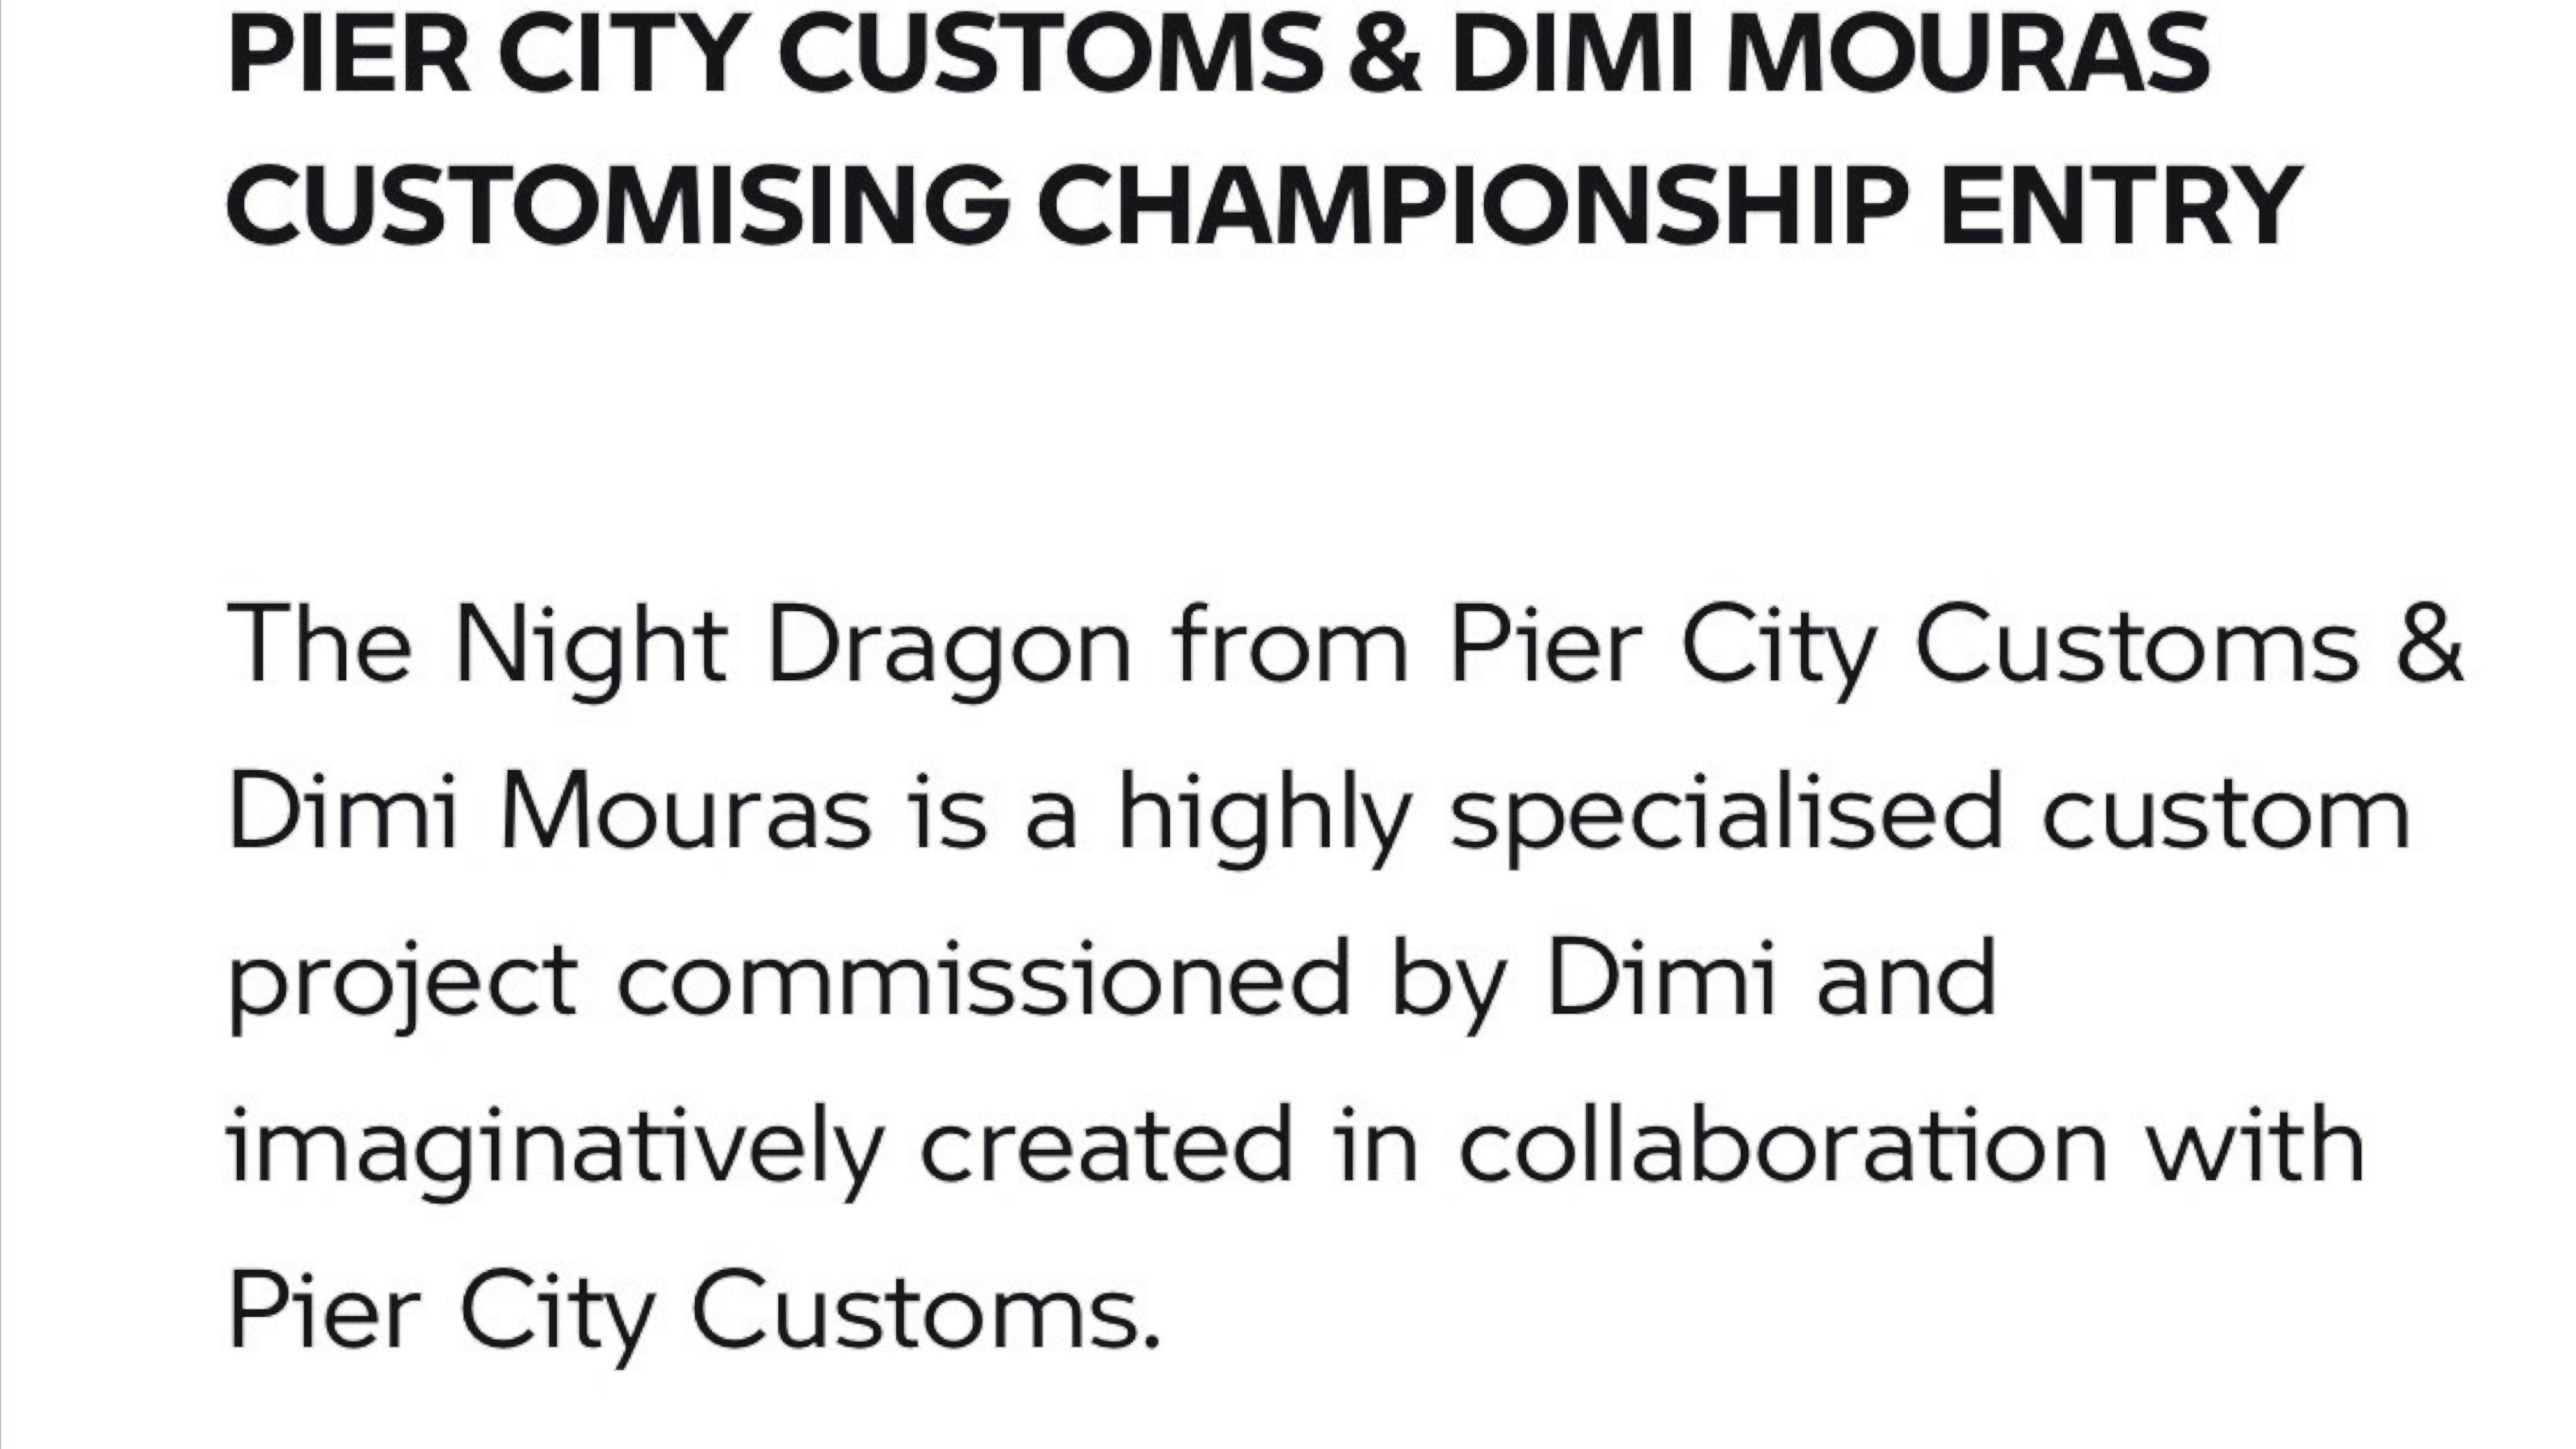 PIER CITY CUSTOMS & DIMI MOURAS
CUSTOMISING CHAMPIONSHIP ENTRY
The Night Dragon from Pier City Customs &
Dimi Mouras is a highly specialised custom
project commissioned by Dimi and
imaginatively created in collaboration with
Pier City Customs.